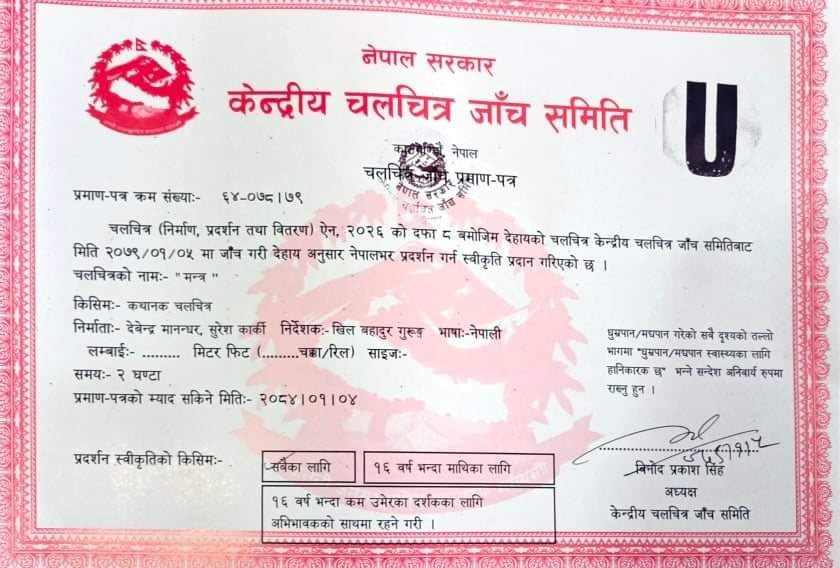 नेपाल सरकार
केन्द्रीय चलचित्र जाँच समिति
U
काठमाण्डौं, नेपाल
चलचित्र जाँच प्रमाण-पत्र
नेपाल सरकार
प्रमाण-पत्र क्रम संख्याः- ६४-०७८।७९
चलचित्र (निर्माण, प्रदर्शन तथा वितरण) ऐन, २०२६ को दफा ८ बमोजिम देहायको चलचित्र केन्द्रीय चलचित्र जाँच समितिबाट
मिति २०७९/०१/०५ मा जाँच गरी देहाय अनुसार नेपालभर प्रदर्शन गर्न स्वीकृति प्रदान गरिएको छ ।
चलचित्रको नामः- "मन्त्र "
किसिमः- कथानक चलचित्र
निर्माताः- देवेन्द्र मानन्धर, सुरेश कार्की निर्देशकः- खिल बहादुर गुरूङ भाषाः-नेपाली
लम्बाईः- ......... मिटर फिट (.........चक्का/रिल) साइजः-
समयः- २ घण्टा
प्रमाण-पत्रको म्याद सकिने मितिः- २०८४।०१।०४
धुम्रपान/मद्यपान गरेको सबै दृश्यको तल्लो
भागमा "धुम्रपान/मद्यपान स्वास्थ्यका लागि
हानिकारक छ" भन्ने सन्देश अनिवार्य रुपमा
राख्नु हुन ।
प्रदर्शन स्वीकृतिको किसिमः-
सबैका लागि
१६ वर्ष भन्दा माथिका लागि
१६ वर्ष भन्दा कम उमेरका दर्शकका लागि
अभिभावकको साथमा रहने गरी ।
बिनोद प्रकाश सिंह
अध्यक्ष
केन्द्रीय चलचित्र जाँच समिति